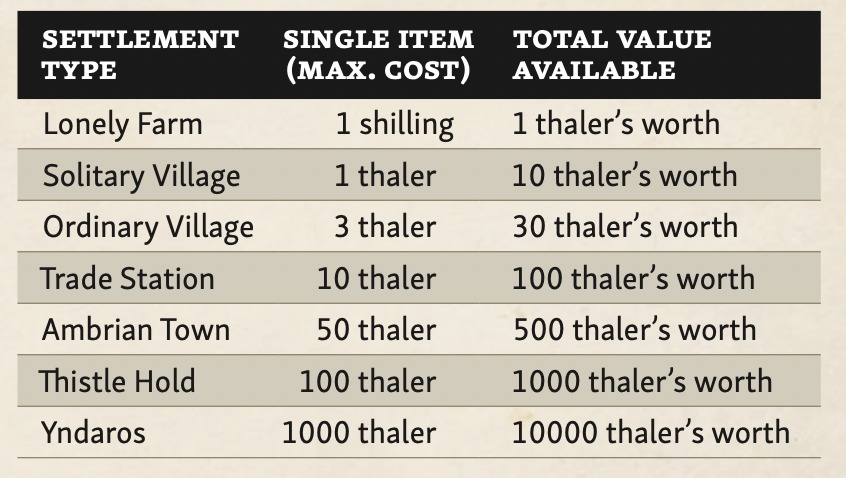 SETTLEMENT TYPE SINGLE ITEM (MAX. COST) TOTAL VALUE AVAILABLE
Lonely Farm 1 shilling 1 thaler’s worth
Solitary Village 1 thaler 10 thaler’s worth
Ordinary Village 3 thaler 30 thaler’s worth
Trade Station 10 thaler 100 thaler’s worth
Ambrian Town 50 thaler 500 thaler’s worth
Thistle Hold 100 thaler 1000 thaler’s worth
Yndaros 1000 thaler 10000 thaler’s worth